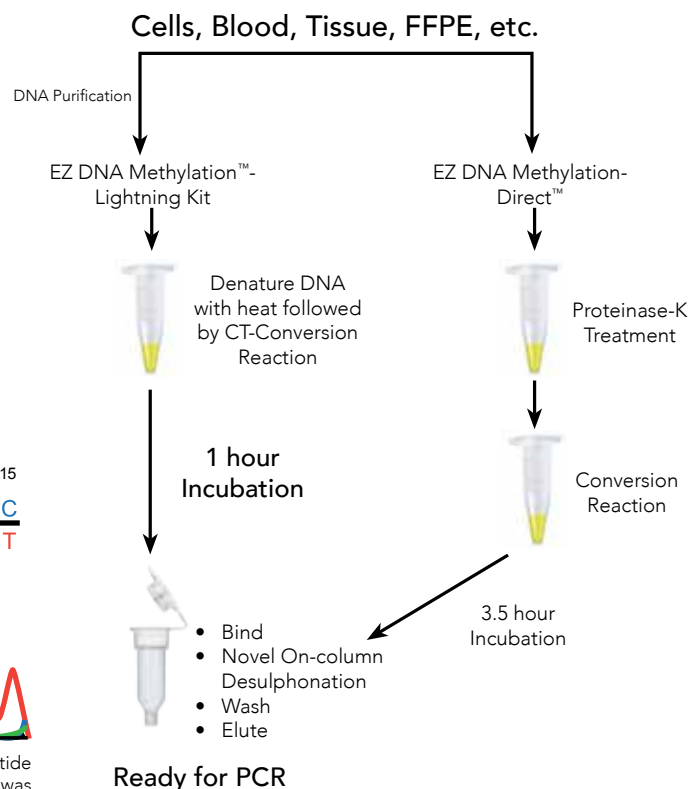 Cells, Blood, Tissue, FFPE, etc.
DNA Purification
EZ DNA Methylation™-
Lightning Kit
EZ DNA Methylation-
Direct™
Denature DNA
with heat followed
by CT-Conversion
Reaction
Proteinase-K
Treatment
1 hour
Incubation
Conversion
Reaction
15
C
T
3.5 hour
Incubation
• Bind
• Novel On-column
Desulphonation
• Wash
• Elute
tide
was
Ready for PCR